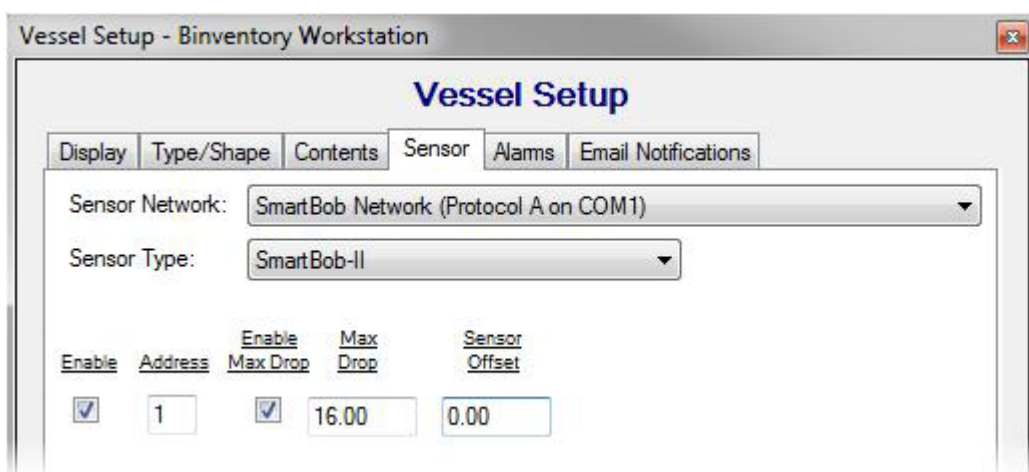 Vessel Setup - Binventory Workstation
Vessel Setup
Display Type/Shape Contents Sensor Alarms Email Notifications
Sensor Network: SmartBob Network (Protocol A on COM1)
Sensor Type: SmartBob-II
Enable Max Sensor
Enable Address Max Drop Drop Offset
1 16.00 0.00